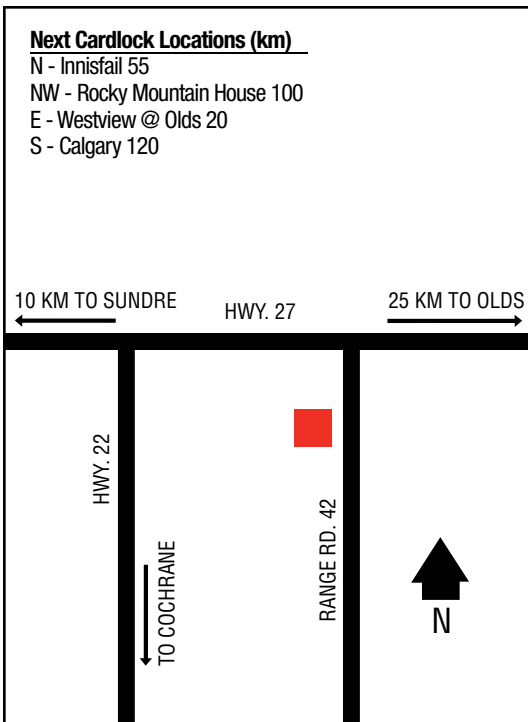 Next Cardlock Locations (km)
N - Innisfail 55
NW - Rocky Mountain House 100
E - Westview @ Olds 20
S - Calgary 120
10 KM TO SUNDRE
HWY. 27
25 KM TO OLDS
HWY. 22
TO COCHRANE
RANGE RD. 42
N